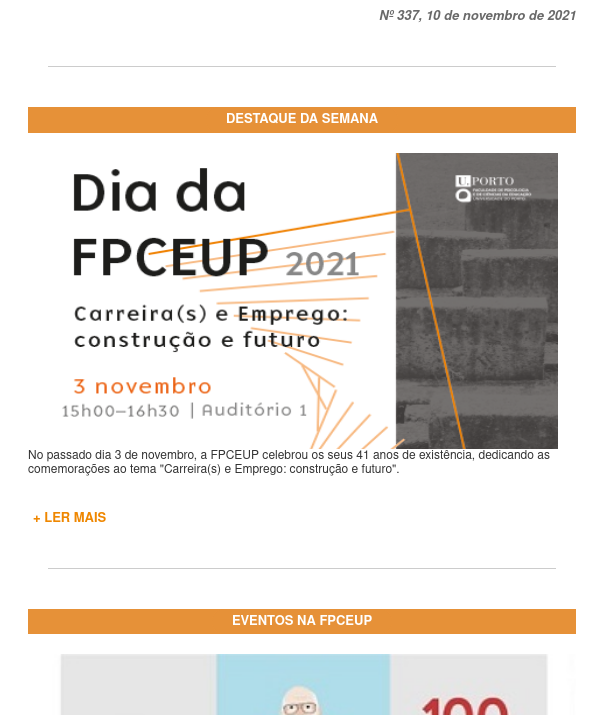 Nº 337, 10 de novembro de 2021
DESTAQUE DA SEMANA
Dia da
FPCEUP 2021
Carreira(s) e Emprego:
construção e futuro
3 novembro
15h00–16h30 | Auditório 1
U. PORTO
FACULDADE DE PSICOLOGIA
E DE CIÊNCIAS DA EDUCAÇÃO
UNIVERSIDADE DO PORTO
No passado dia 3 de novembro, a FPCEUP celebrou os seus 41 anos de existência, dedicando as
comemorações ao tema "Carreira(s) e Emprego: construção e futuro".
+ LER MAIS
EVENTOS NA FPCEUP
100